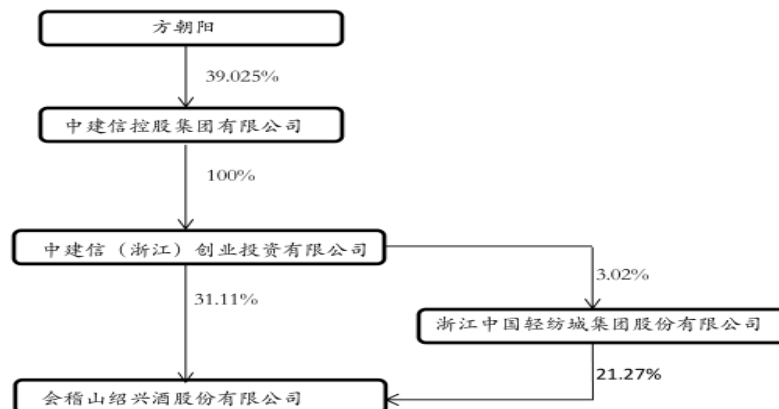 方朝阳
39.025%
中建信控股集团有限公司
100%
中建信（浙江）创业投资有限公司
3.02%
31.11%
浙江中国轻纺城集团股份有限公司
21.27%
会稽山绍兴酒股份有限公司